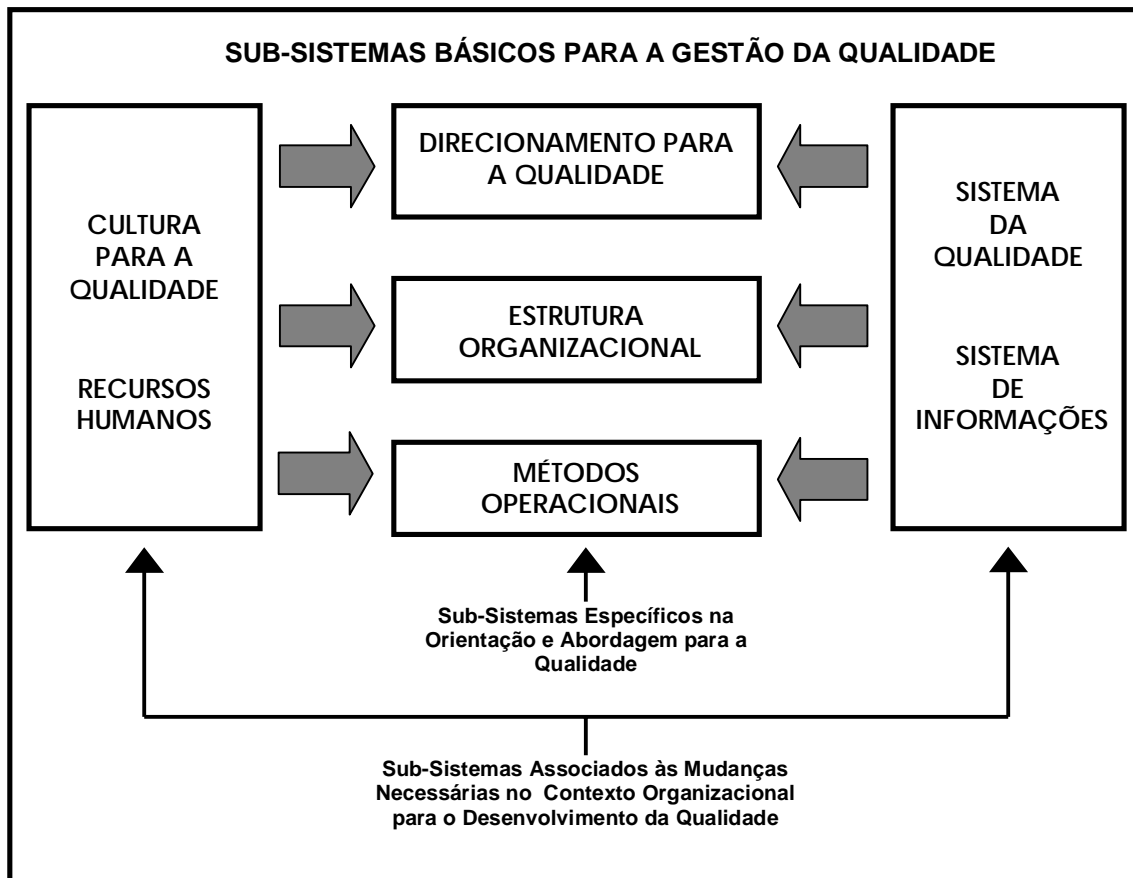 SUB-SISTEMAS BÁSICOS PARA A GESTÃO DA QUALIDADE
CULTURA
PARA A
QUALIDADE
RECURSOS
HUMANOS
DIRECIONAMENTO PARA
A QUALIDADE
ESTRUTURA
ORGANIZACIONAL
MÉTODOS
OPERACIONAIS
SISTEMA
DA
QUALIDADE
SISTEMA
DE
INFORMAÇÕES
Sub-Sistemas Específicos na
Orientação e Abordagem para a
Qualidade
Sub-Sistemas Associados às Mudanças
Necessárias no Contexto Organizacional
para o Desenvolvimento da Qualidade